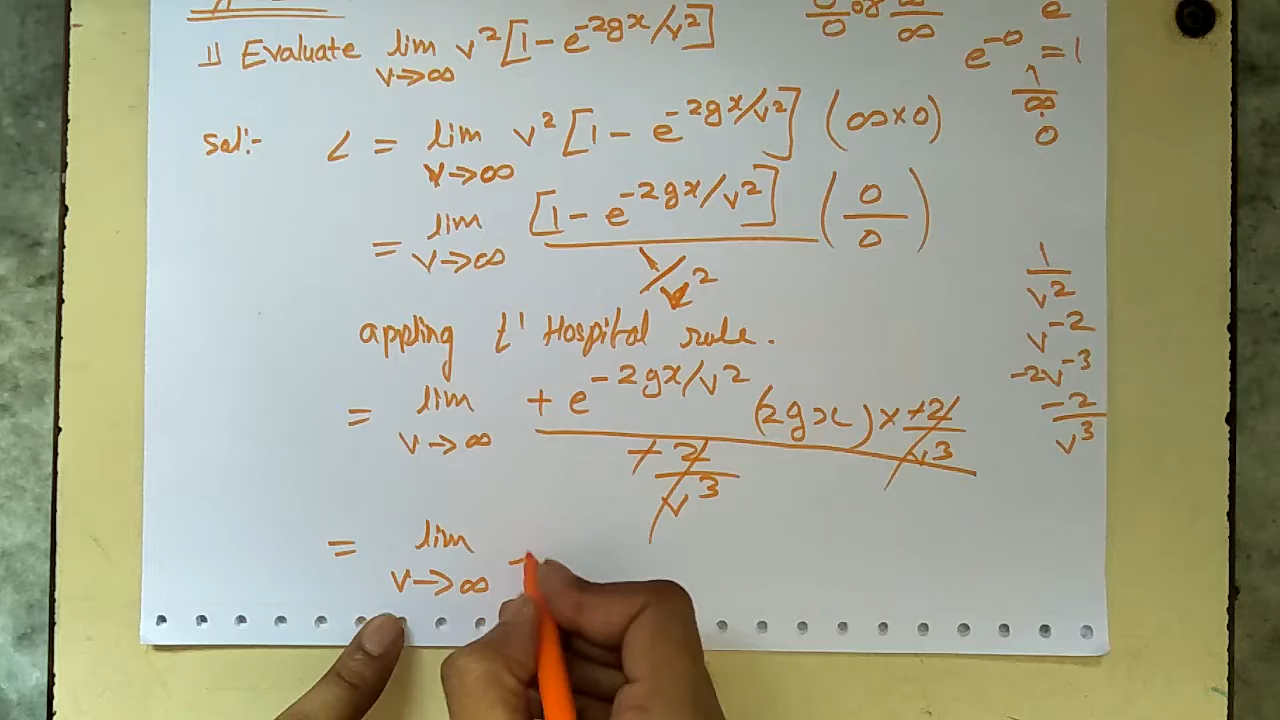 1) Evaluate lim v→∞ v²[1 - e^{-2gx/v²}]
0/0 or ∞/∞
e
e^{-0} = 1
1/∞
0
Sol:- L = lim v→∞ v²[1 - e^{-2gx/v²}] (∞×0)
= lim v→∞ [1 - e^{-2gx/v²}] / (1/v²) (0/0)
1/v²
v^{-2}
-2v^{-3}
-2/v³
appling L' Hospital rule.
= lim v→∞ + e^{-2gx/v²} (2gx) × +2/v³ / (+2/v³)
= lim v→∞